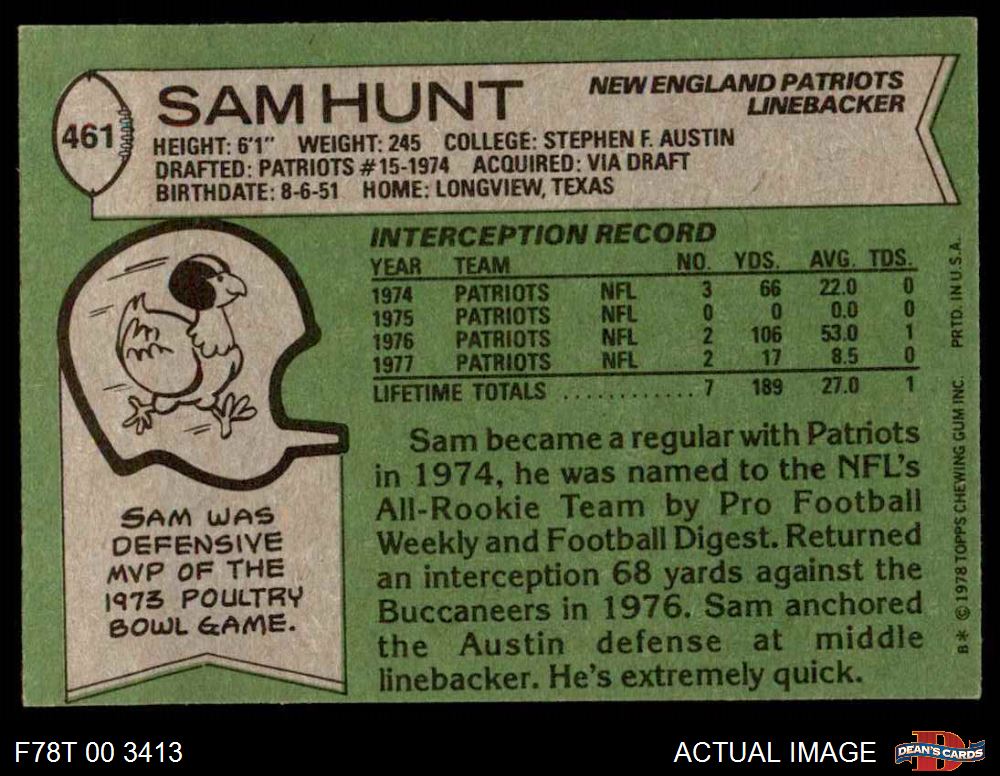 461
SAM HUNT
NEW ENGLAND PATRIOTS
LINEBACKER
HEIGHT: 6'1" WEIGHT: 245 COLLEGE: STEPHEN F. AUSTIN
DRAFTED: PATRIOTS #15-1974 ACQUIRED: VIA DRAFT
BIRTHDATE: 8-6-51 HOME: LONGVIEW, TEXAS
INTERCEPTION RECORD
YEAR TEAM NO. YDS. AVG. TDS.
1974 PATRIOTS NFL 3 66 22.0 0
1975 PATRIOTS NFL 0 0 0.0 0
1976 PATRIOTS NFL 2 106 53.0 1
1977 PATRIOTS NFL 2 17 8.5 0
LIFETIME TOTALS ............ 7 189 27.0 1
Sam became a regular with Patriots
in 1974, he was named to the NFL's
All-Rookie Team by Pro Football
Weekly and Football Digest. Returned
an interception 68 yards against the
Buccaneers in 1976. Sam anchored
the Austin defense at middle
linebacker. He's extremely quick.
SAM WAS
DEFENSIVE
MVP OF THE
1973 POULTRY
BOWL GAME.
B* © 1978 TOPPS CHEWING GUM INC. PRTD. IN U.S.A.
F78T 00 3413
ACTUAL IMAGE
DEAN'S CARDS